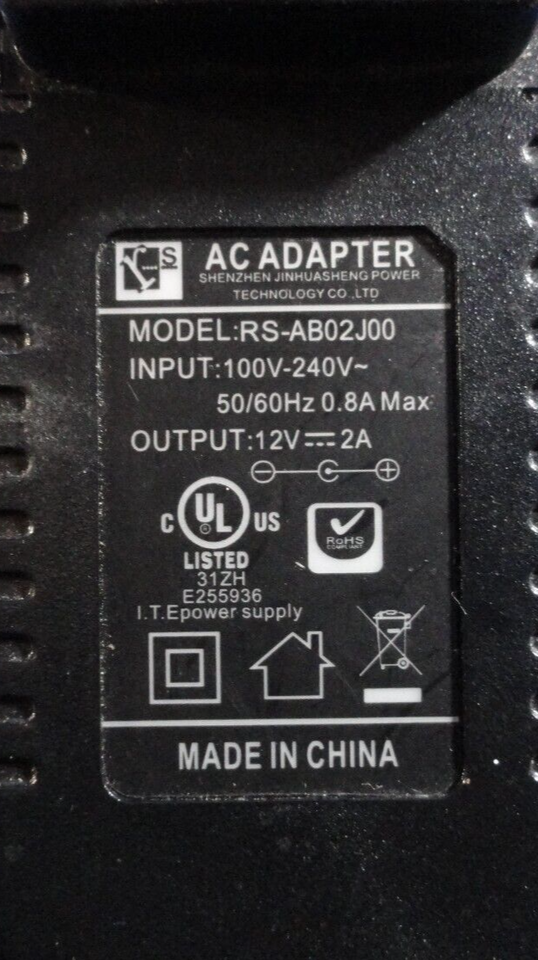 S
AC ADAPTER
SHENZHEN JINHUASHENG POWER
TECHNOLOGY CO.,LTD
MODEL:RS-AB02J00
INPUT:100V-240V~
50/60Hz 0.8A Max
OUTPUT:12V⎓2A
C UL US
®
LISTED
31ZH
E255936
I.T.Epower supply
RoHS
COMPLIANT
MADE IN CHINA